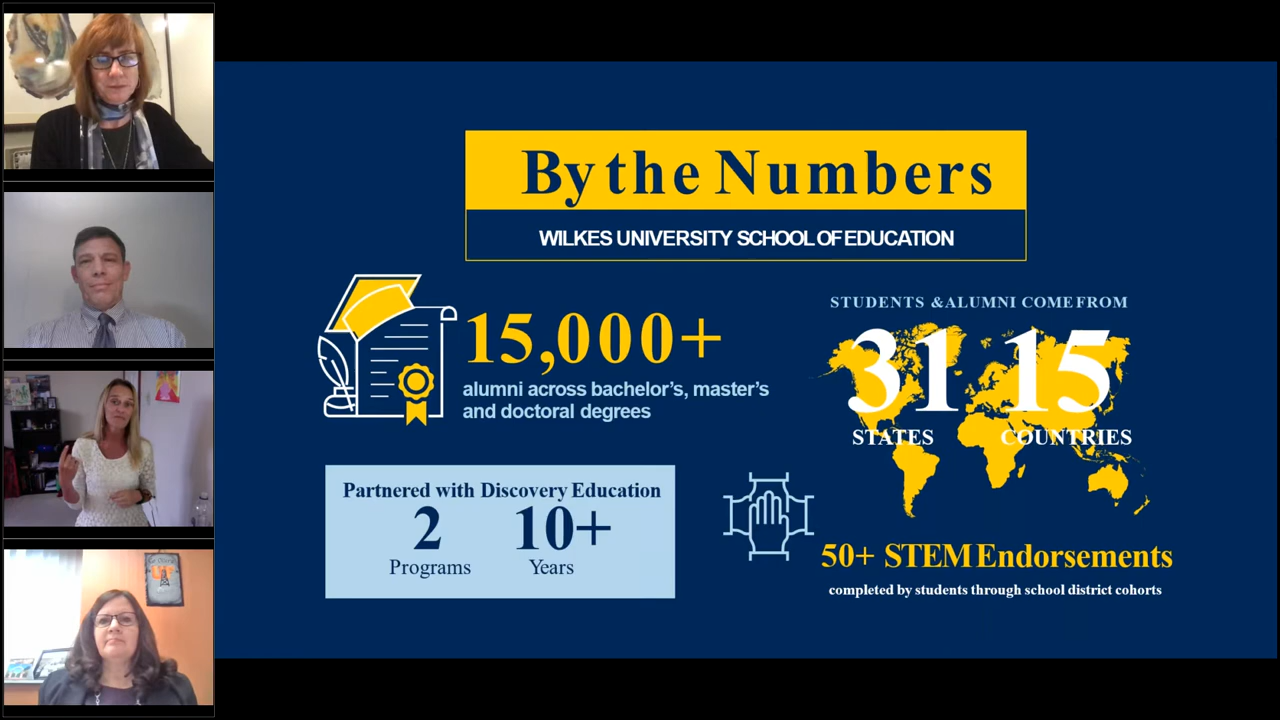 By the Numbers
WILKES UNIVERSITY SCHOOL OF EDUCATION
15,000+
alumni across bachelor's, master's
and doctoral degrees
STUDENTS & ALUMNI COME FROM
31 15
STATES COUNTRIES
Partnered with Discovery Education
2 10+
Programs Years
50+ STEM Endorsements
completed by students through school district cohorts